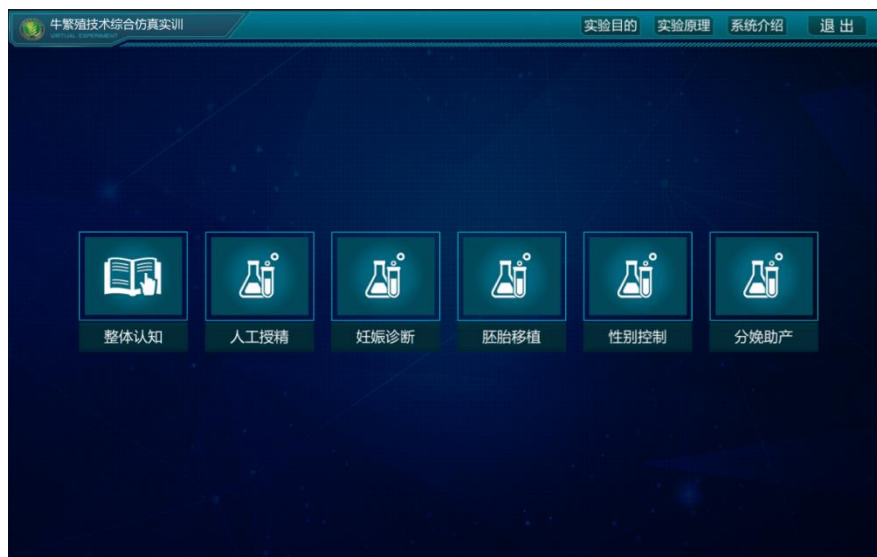 牛繁殖技术综合仿真实训
VIRTUAL EXPERIMENT
实验目的 实验原理 系统介绍 退出
整体认知 人工授精 妊娠诊断 胚胎移植 性别控制 分娩助产